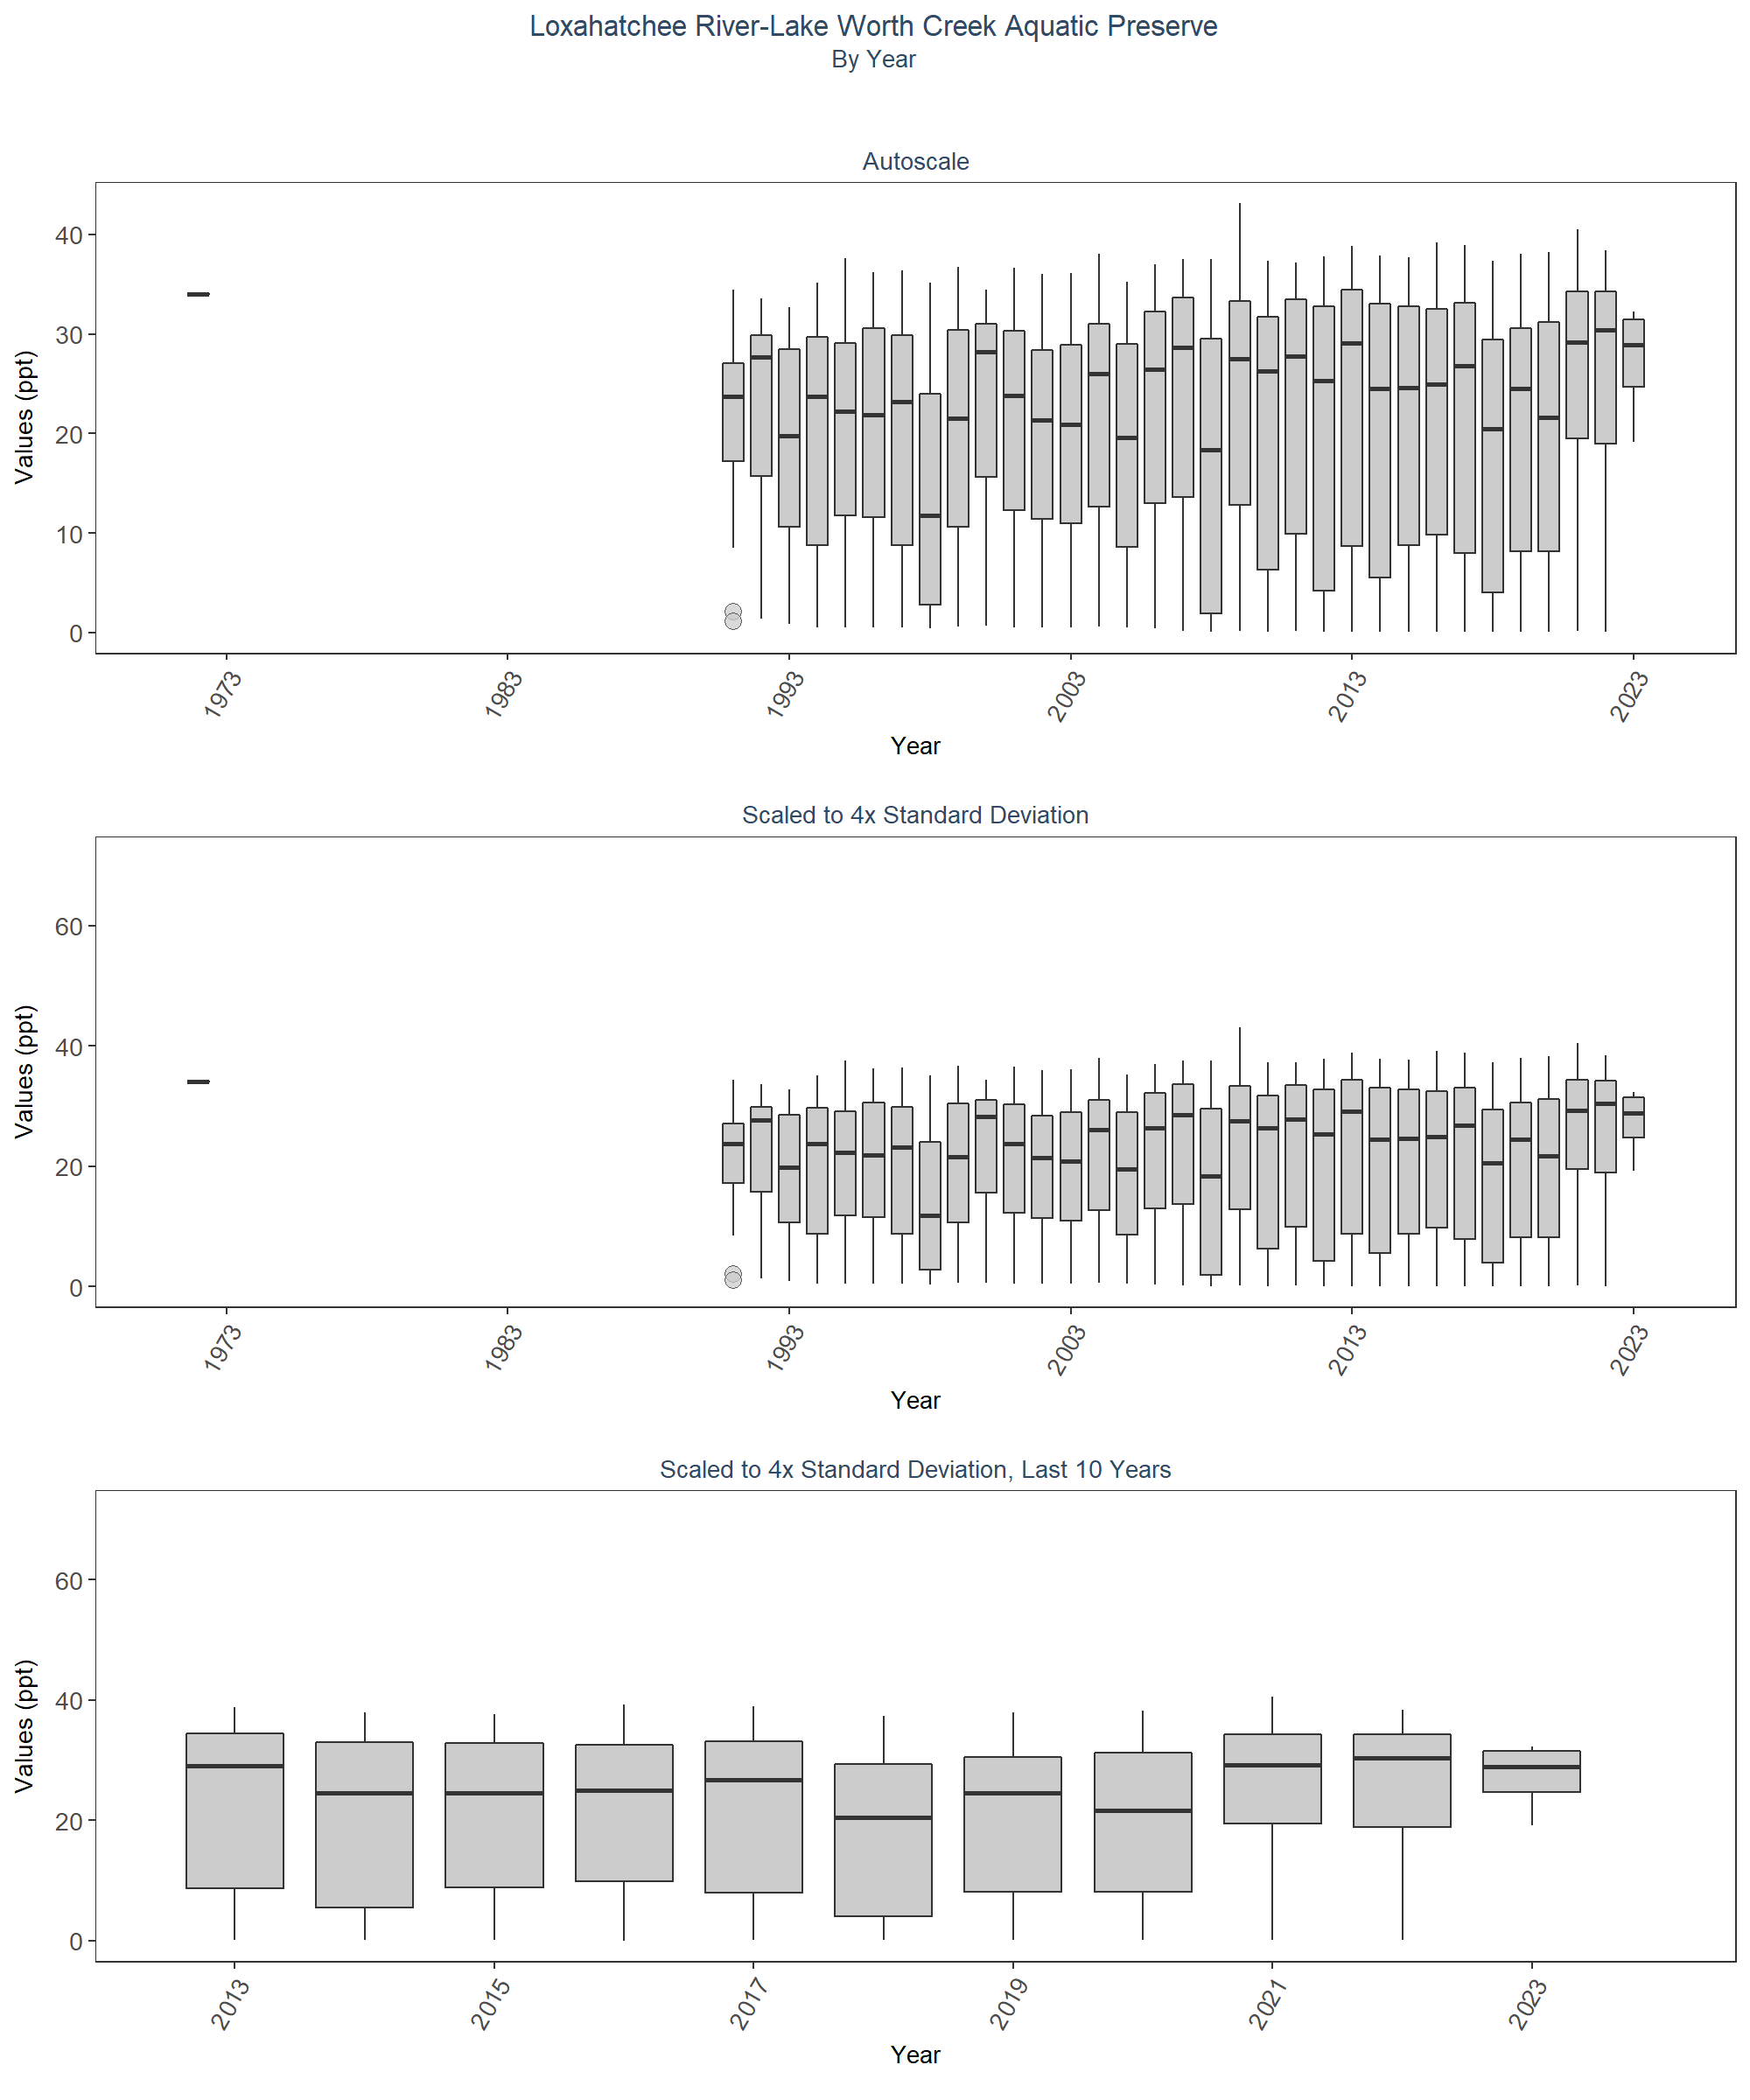 Loxahatchee River-Lake Worth Creek Aquatic Preserve
By Year
Autoscale
40
30
20
10
0
Values (ppt)
1973 1983 1993 2003 2013 2023
Year
Scaled to 4x Standard Deviation
60
40
20
0
Values (ppt)
1973 1983 1993 2003 2013 2023
Year
Scaled to 4x Standard Deviation, Last 10 Years
60
40
20
0
Values (ppt)
2013 2015 2017 2019 2021 2023
Year